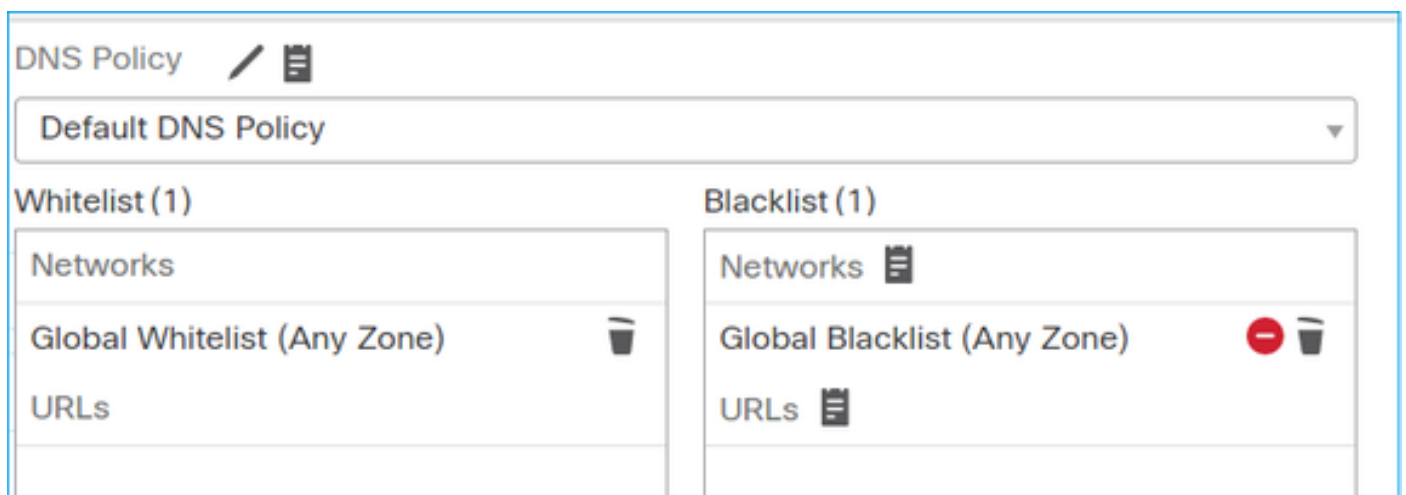 DNS Policy
Default DNS Policy
Whitelist (1)
Blacklist (1)
Networks
Networks
Global Whitelist (Any Zone)
Global Blacklist (Any Zone)
URLs
URLs